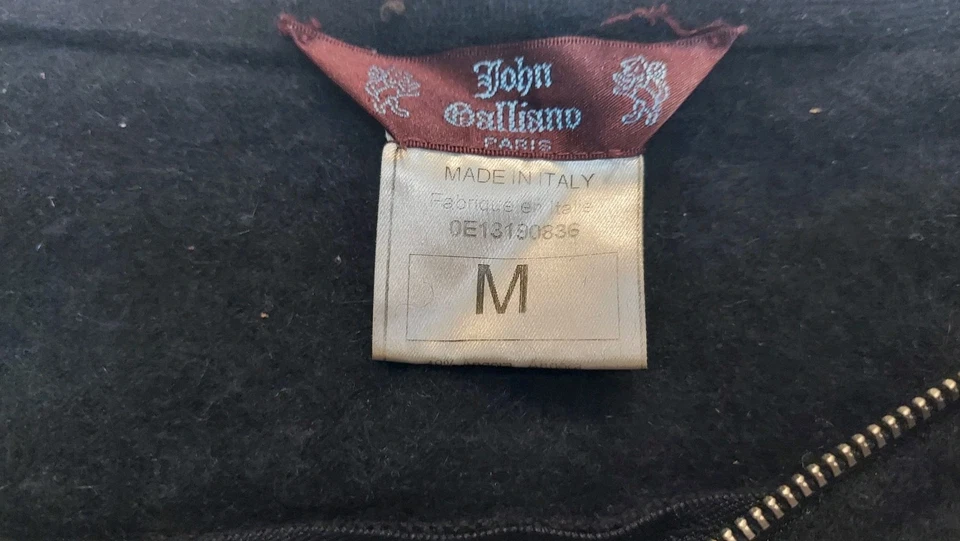 John
Galliano
PARIS
MADE IN ITALY
Fabriqué en Italie
0E13190836
M